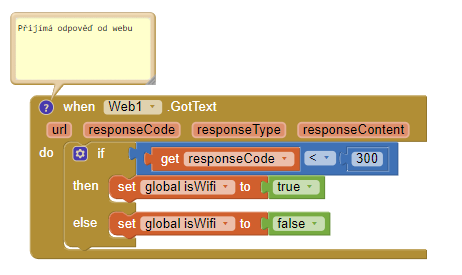 Přijímá odpověď od webu
? when Web1 .GotText
url responseCode responseType responseContent
do if get responseCode < 300
then set global isWifi to true
else set global isWifi to false